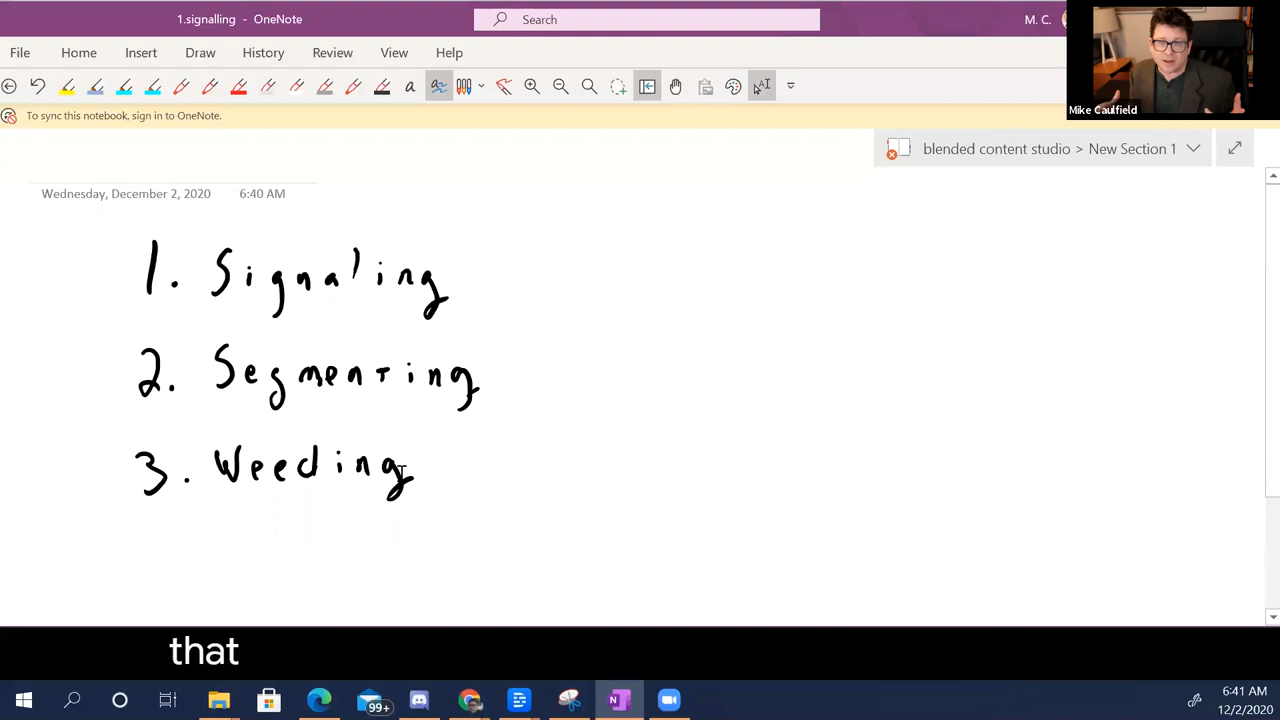 1.signalling - OneNote
Search
M. C.
File Home Insert Draw History Review View Help
To sync this notebook, sign in to OneNote.
Mike Caulfield
blended content studio > New Section 1
Wednesday, December 2, 2020 6:40 AM
1. Signaling
2. Segmenting
3. Weeding
that
99+
6:41 AM
12/2/2020